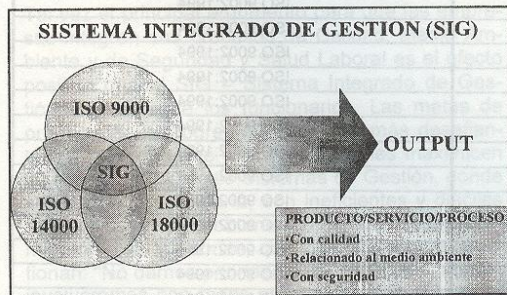 SISTEMA INTEGRADO DE GESTION (SIG)
ISO 9000
SIG
ISO
14000
ISO
18000
OUTPUT
PRODUCTO/SERVICIO/PROCESO
•Con calidad
•Relacionado al medio ambiente
•Con seguridad